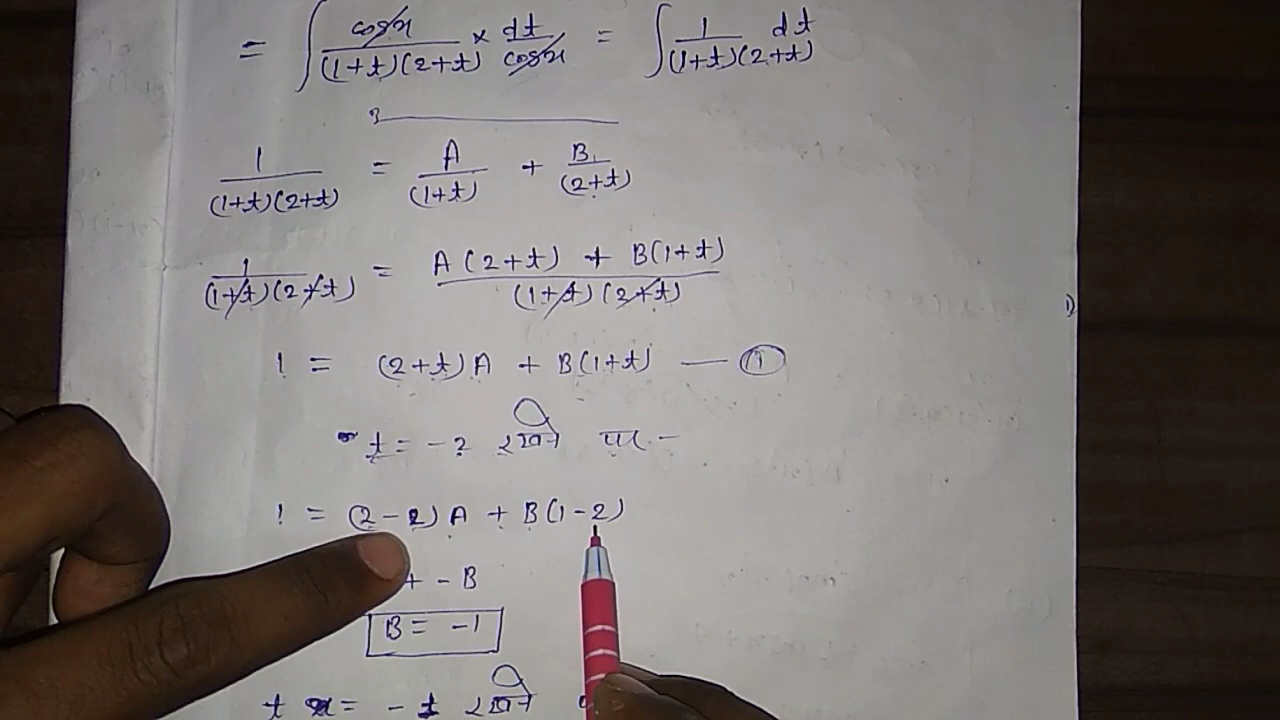 = ∫ cosx/(1+t)(2+t) × dt/cosx = ∫ 1/(1+t)(2+t) dt
1/(1+t)(2+t) = A/(1+t) + B/(2+t)
1/(1+t)(2+t) = A(2+t) + B(1+t)/(1+t)(2+t)
1 = (2+t)A + B(1+t) — ①
t = -2 रखने पर -
1 = (2-2)A + B(1-2)
+ - B
B = -1
t = - रखने